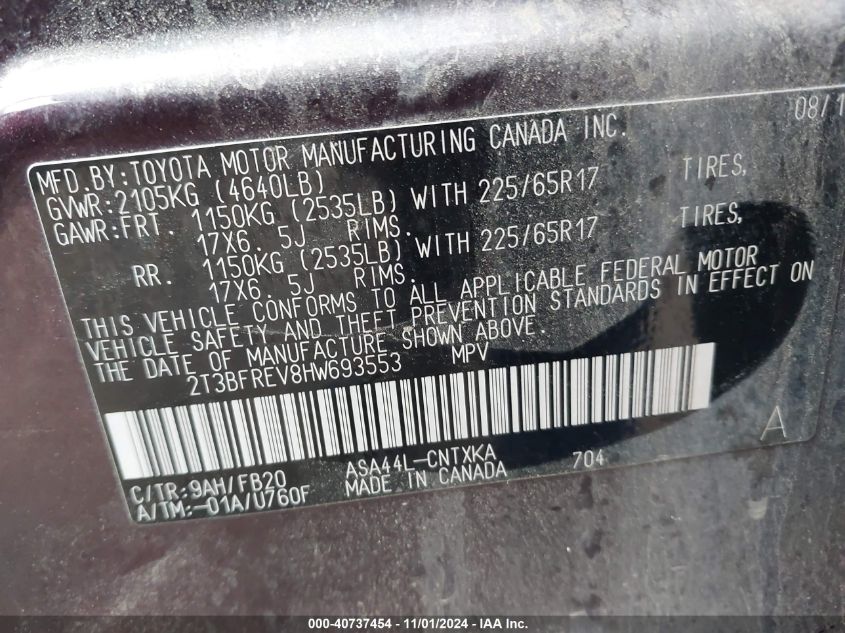 08/1
MFD.BY:TOYOTA MOTOR MANUFACTURING CANADA INC.
GVWR:2105KG (4640LB)
GAWR:FRT. 1150KG (2535LB) WITH 225/65R17 TIRES,
17X6. 5J RIMS.
RR. 1150KG (2535LB) WITH 225/65R17 TIRES,
17X6. 5J RIMS.
THIS VEHICLE CONFORMS TO ALL APPLICABLE FEDERAL MOTOR
VEHICLE SAFETY AND THEFT PREVENTION STANDARDS IN EFFECT ON
THE DATE OF MANUFACTURE SHOWN ABOVE.
2T3BFREV8HW693553 MPV
A
C/TR:9AH/FB20 ASA44L-CNTXKA 704
A/TM:-01A/U760F MADE IN CANADA
000-40737454 - 11/01/2024 - IAA Inc.